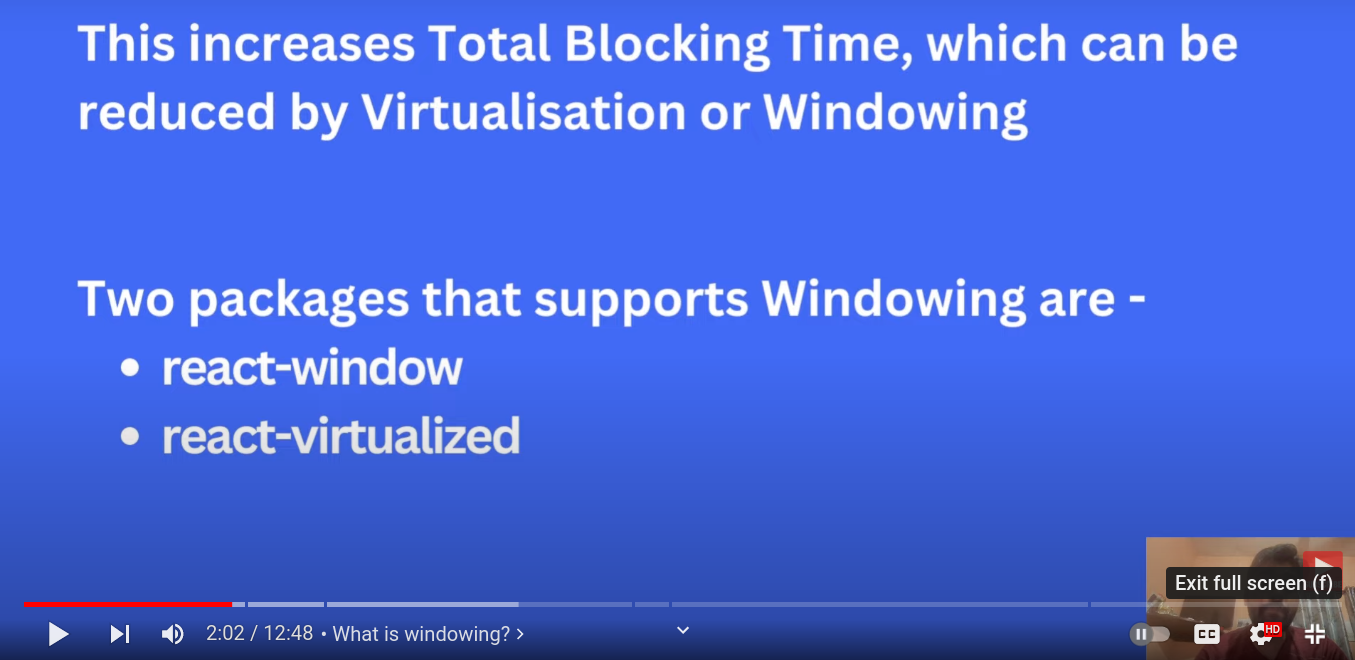 This increases Total Blocking Time, which can be
reduced by Virtualisation or Windowing
Two packages that supports Windowing are -
• react-window
• react-virtualized
Exit full screen (f)
2:02 / 12:48 • What is windowing? >
CC
HD